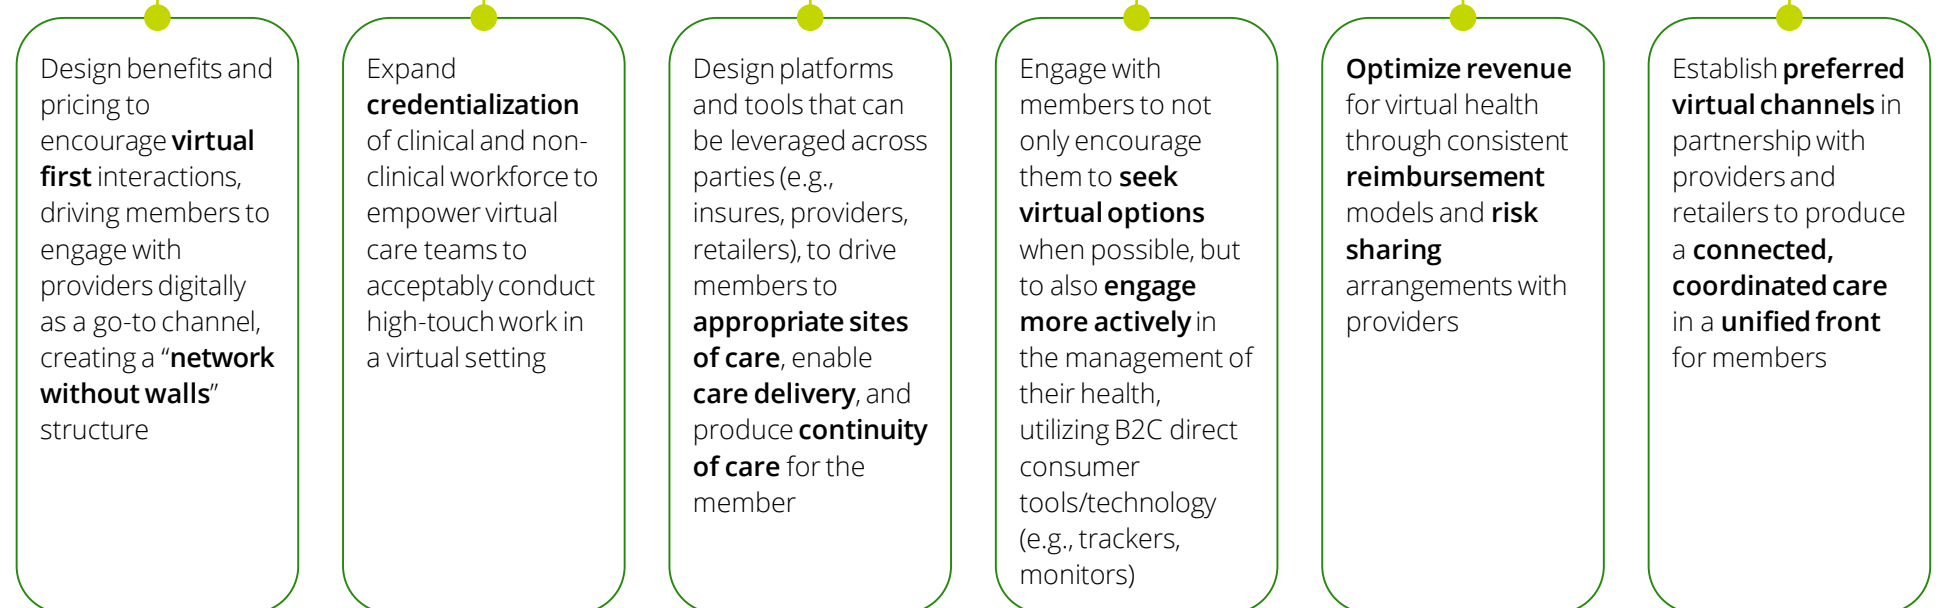 Design benefits and
pricing to
encourage virtual
first interactions,
driving members to
engage with
providers digitally
as a go-to channel,
creating a “network
without walls”
structure
Expand
credentialization
of clinical and non-
clinical workforce to
empower virtual
care teams to
acceptably conduct
high-touch work in
a virtual setting
Design platforms
and tools that can
be leveraged across
parties (e.g.,
insures, providers,
retailers), to drive
members to
appropriate sites
of care, enable
care delivery, and
produce continuity
of care for the
member
Engage with
members to not
only encourage
them to seek
virtual options
when possible, but
to also engage
more actively in
the management of
their health,
utilizing B2C direct
consumer
tools/technology
(e.g., trackers,
monitors)
Optimize revenue
for virtual health
through consistent
reimbursement
models and risk
sharing
arrangements with
providers
Establish preferred
virtual channels in
partnership with
providers and
retailers to produce
a connected,
coordinated care
in a unified front
for members